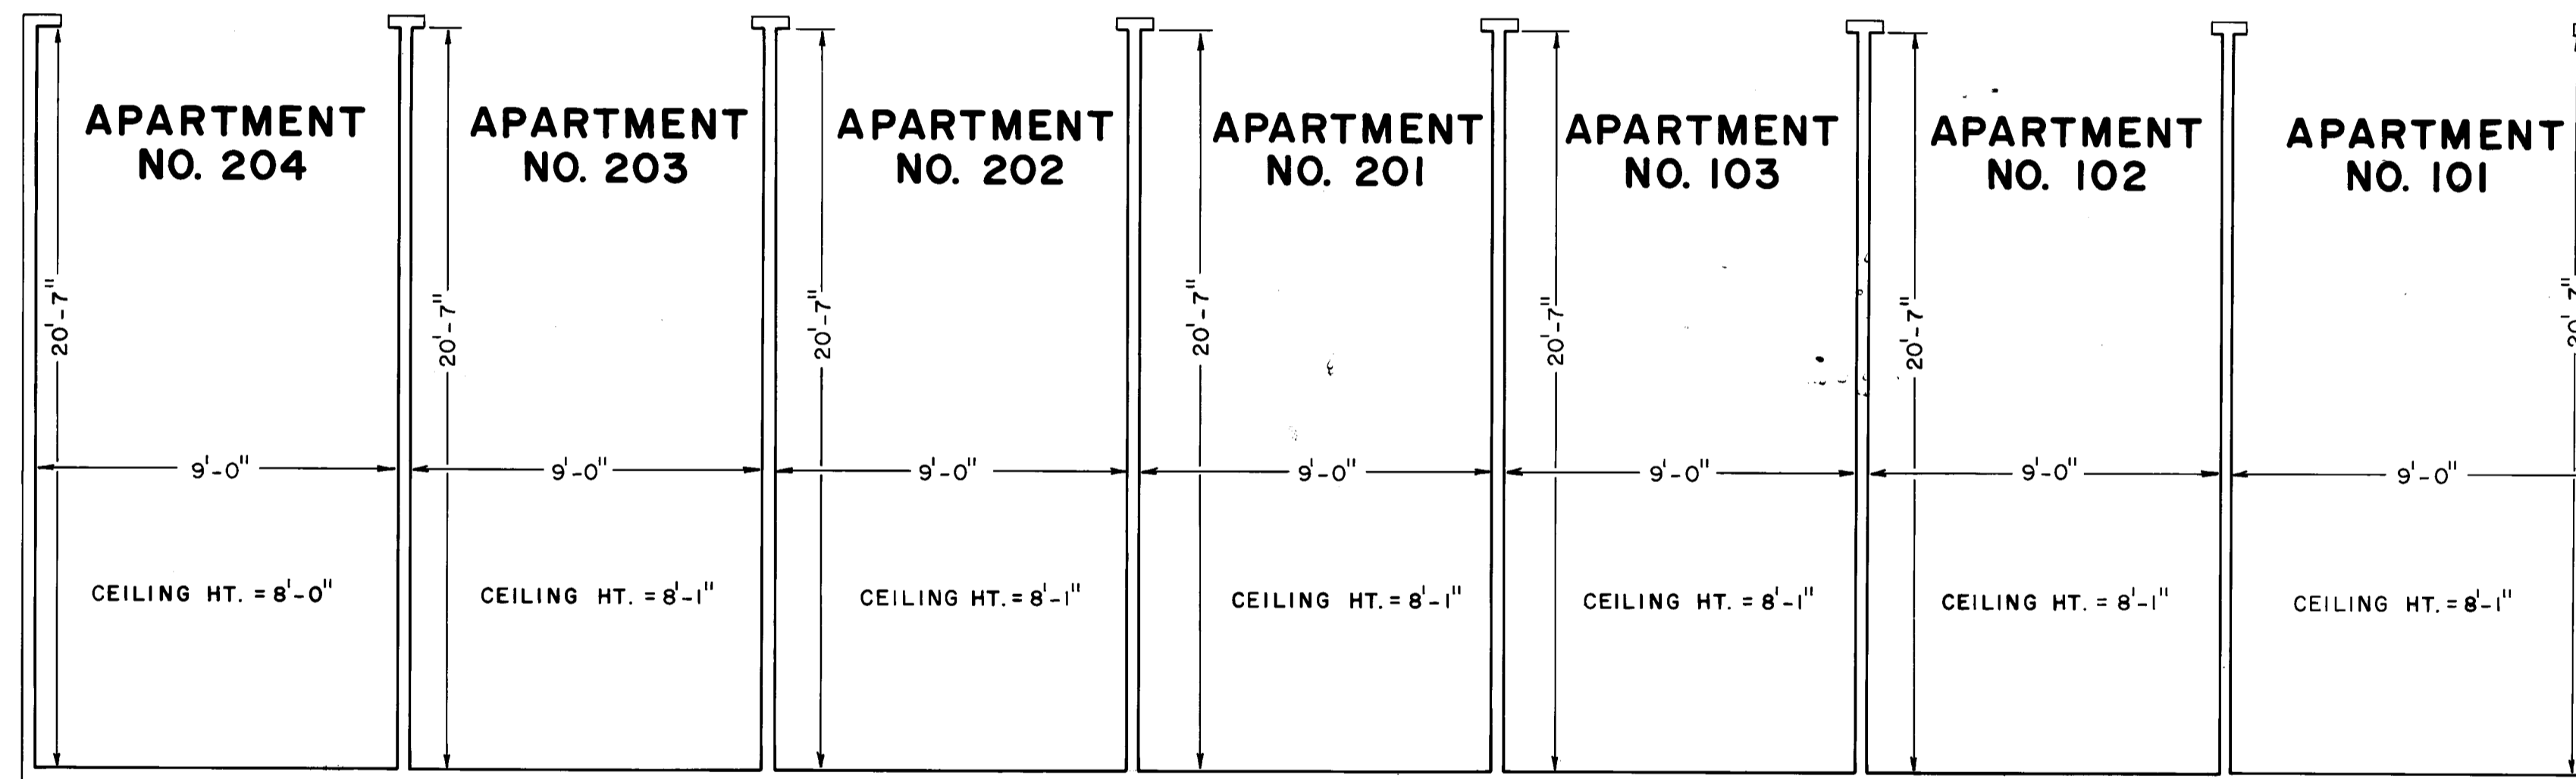 APARTMENT
NO. 204
20'-7"
9'-0"
CEILING HT. = 8'-0"
APARTMENT
NO. 203
20'-7"
9'-0"
CEILING HT. = 8'-1"
APARTMENT
NO. 202
20'-7"
9'-0"
CEILING HT. = 8'-1"
APARTMENT
NO. 201
20'-7"
9'-0"
CEILING HT. = 8'-1"
APARTMENT
NO. 103
20'-7"
9'-0"
CEILING HT. = 8'-1"
APARTMENT
NO. 102
20'-7"
9'-0"
CEILING HT. = 8'-1"
APARTMENT
NO. 101
20'-7"
9'-0"
CEILING HT. = 8'-1"